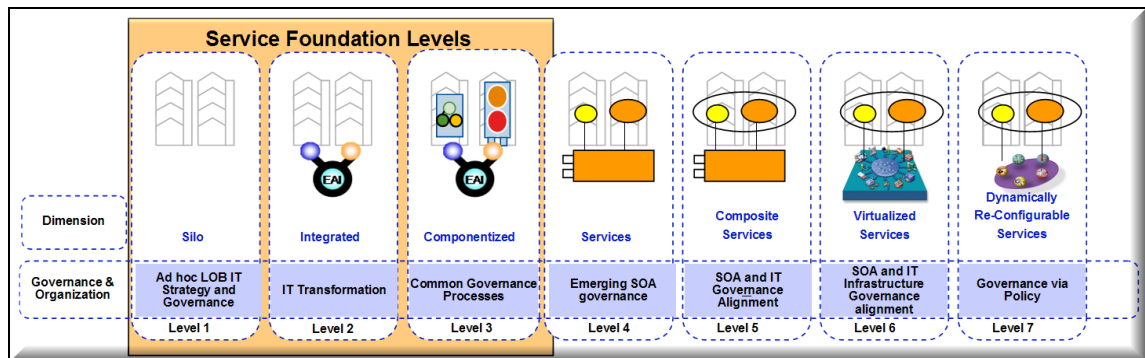 Service Foundation Levels
EAI
EAI
Dimension
Silo
Integrated
Componentized
Services
Composite
Services
Virtualized
Services
Dynamically
Re-Configurable
Services
Governance &
Organization
Ad hoc LOB IT
Strategy and
Governance
IT Transformation
Common Governance
Processes
Emerging SOA
governance
SOA and IT
Governance
Alignment
SOA and IT
Infrastructure
Governance
alignment
Governance via
Policy
Level 1
Level 2
Level 3
Level 4
Level 5
Level 6
Level 7